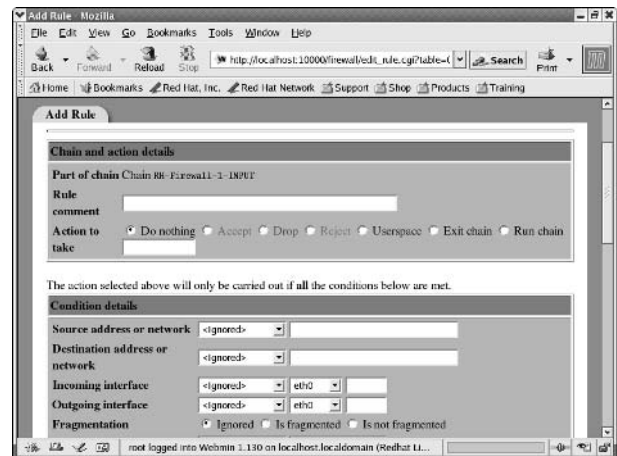 Add Rule - Mozilla
File Edit View Go Bookmarks Tools Window Help
Back Forward Reload Stop http://localhost:10000/firewall/edit_rule.cgi?table=( Search Print
Home Bookmarks Red Hat, Inc. Red Hat Network Support Shop Products Training
Add Rule
Chain and action details
Part of chain Chain RH-Firewall-1-INPUT
Rule comment
Action to take Do nothing Accept Drop Reject Userspace Exit chain Run chain
The action selected above will only be carried out if all the conditions below are met.
Condition details
Source address or network <Ignored>
Destination address or network <Ignored>
Incoming interface <Ignored> eth0
Outgoing interface <Ignored> eth0
Fragmentation Ignored Is fragmented Is not fragmented
root logged into Webmin 1.130 on localhost.localdomain (Redhat Li...